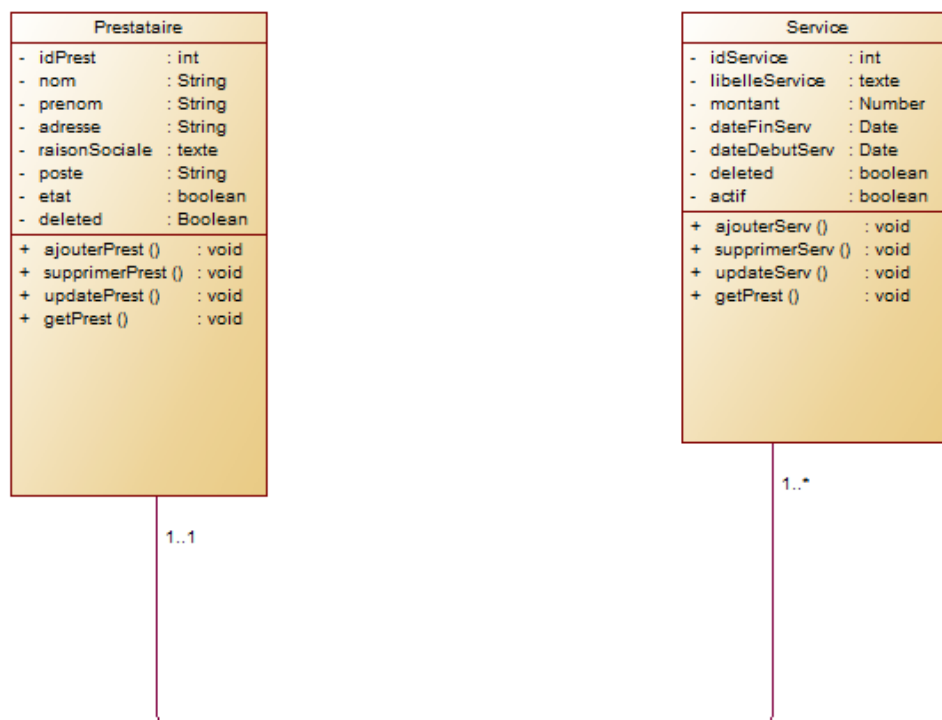 Prestataire
- idPrest : int
- nom : String
- prenom : String
- adresse : String
- raisonSociale : texte
- poste : String
- etat : boolean
- deleted : Boolean
+ ajouterPrest () : void
+ supprimerPrest () : void
+ updatePrest () : void
+ getPrest () : void
1..1
Service
- idService : int
- libelleService : texte
- montant : Number
- dateFinServ : Date
- dateDebutServ : Date
- deleted : boolean
- actif : boolean
+ ajouterServ () : void
+ supprimerServ () : void
+ updateServ () : void
+ getPrest () : void
1..*